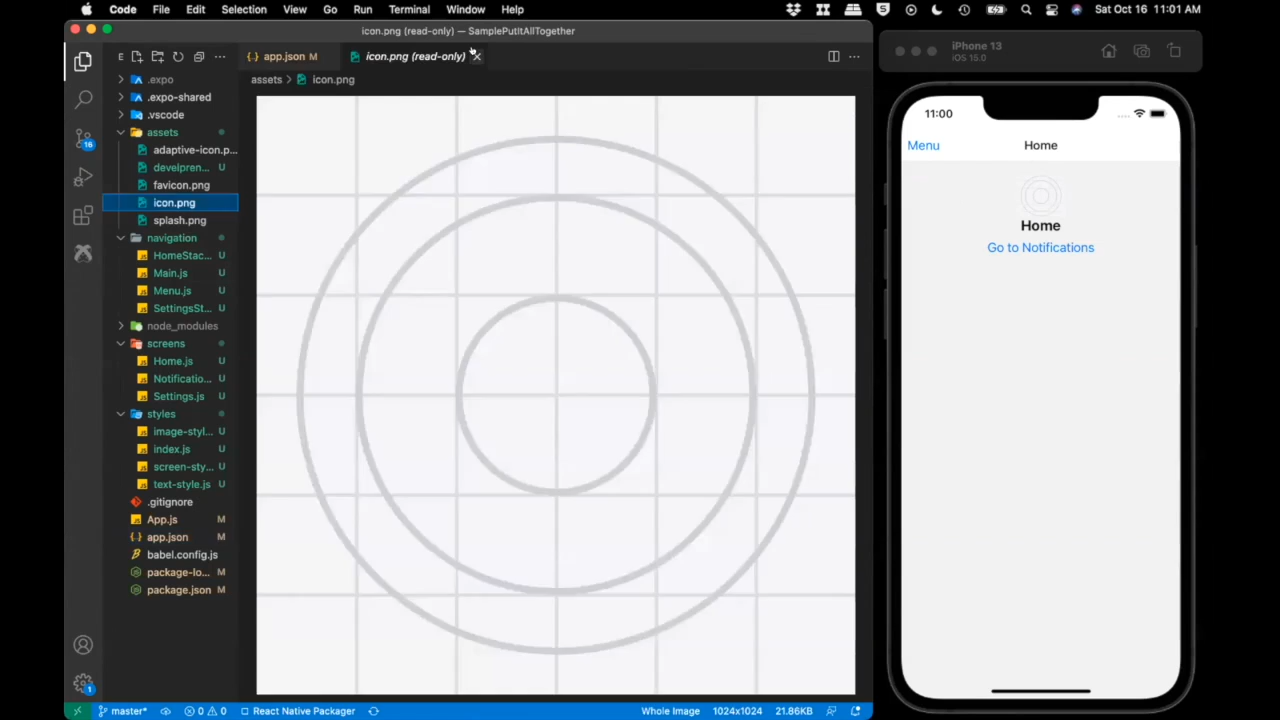 Code File Edit Selection View Go Run Terminal Window Help Sat Oct 16 11:01 AM
icon.png (read-only) — SamplePutItAllTogether
E
app.json M
icon.png (read-only)
assets > icon.png
.expo
.expo-shared
.vscode
assets
adaptive-icon.p...
develpren... U
favicon.png
icon.png
splash.png
navigation
HomeStac... U
Main.js U
Menu.js U
SettingsSt... U
node_modules
screens
Home.js U
Notificatio... U
Settings.js U
styles
image-styl... U
index.js U
screen-sty... U
text-style.js U
.gitignore
App.js M
app.json M
babel.config.js
package-lo... M
package.json M
16
1
master* 0 0 React Native Packager Whole Image 1024x1024 21.86KB
iPhone 13
iOS 15.0
11:00
Menu Home
Home
Go to Notifications